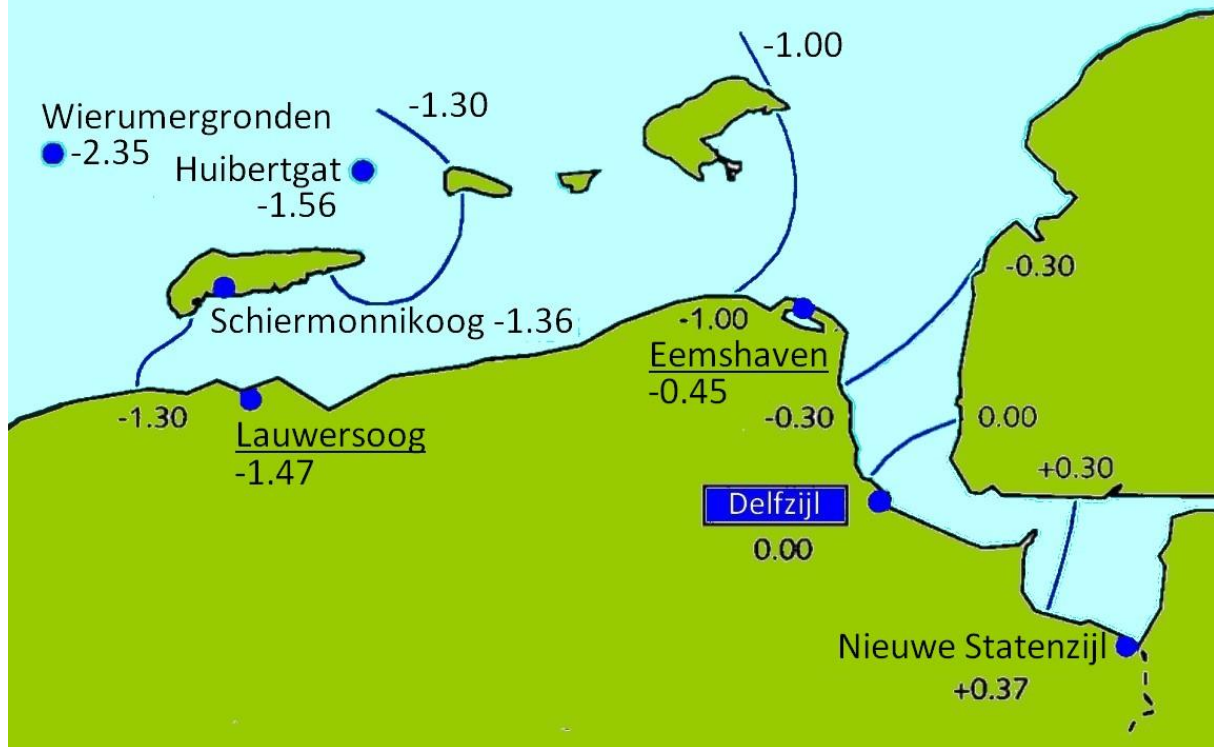 -1.00
-1.30
Wierumergronden
-2.35
Huibertgat
-1.56
-0.30
Schiermonnikoog -1.36
-1.00
Eemshaven
-0.45
-1.30
-0.30
0.00
Lauwersoog
-1.47
+0.30
Delfzijl
0.00
Nieuwe Statenzijl
+0.37